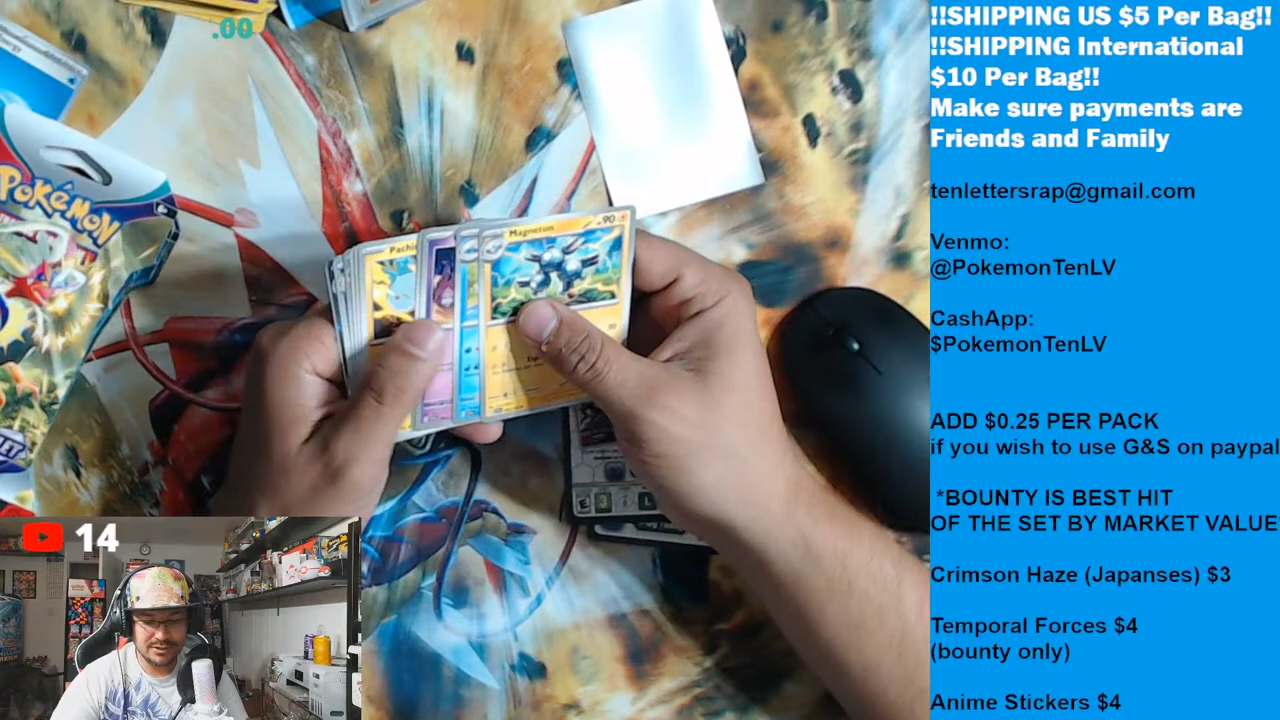 .00
!!SHIPPING US $5 Per Bag!!
!!SHIPPING International
$10 Per Bag!!
Make sure payments are
Friends and Family
tenlettersrap@gmail.com
Venmo:
@PokemonTenLV
CashApp:
$PokemonTenLV
ADD $0.25 PER PACK
if you wish to use G&S on paypal
*BOUNTY IS BEST HIT
OF THE SET BY MARKET VALUE
Crimson Haze (Japanses) $3
Temporal Forces $4
(bounty only)
Anime Stickers $4
POKÉMON
Pachi
Magneton
90
14